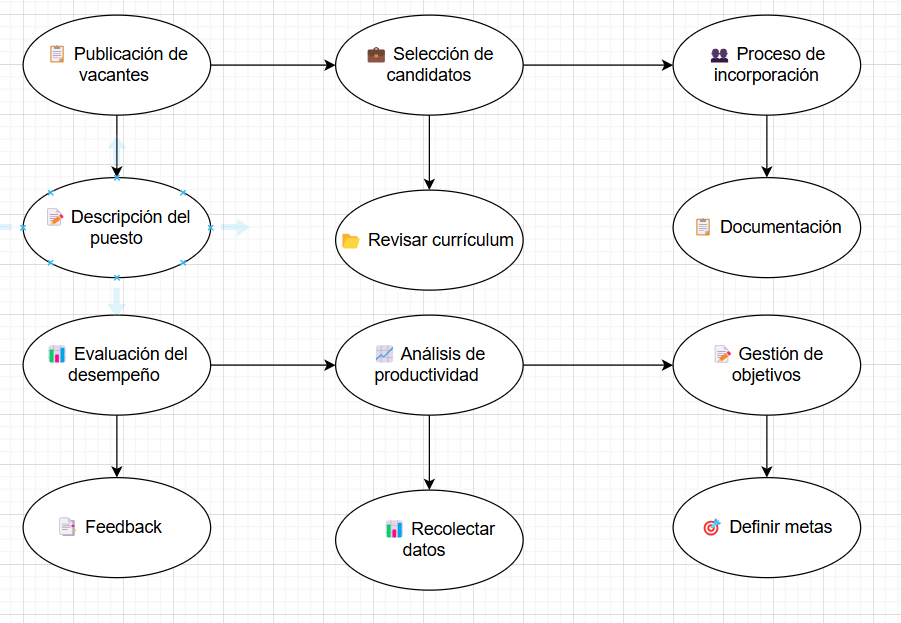 Publicación de
vacantes
Selección de
candidatos
Proceso de
incorporación
Descripción del
puesto
Revisar currículum
Documentación
Evaluación del
desempeño
Análisis de
productividad
Gestión de
objetivos
Feedback
Recolectar
datos
Definir metas